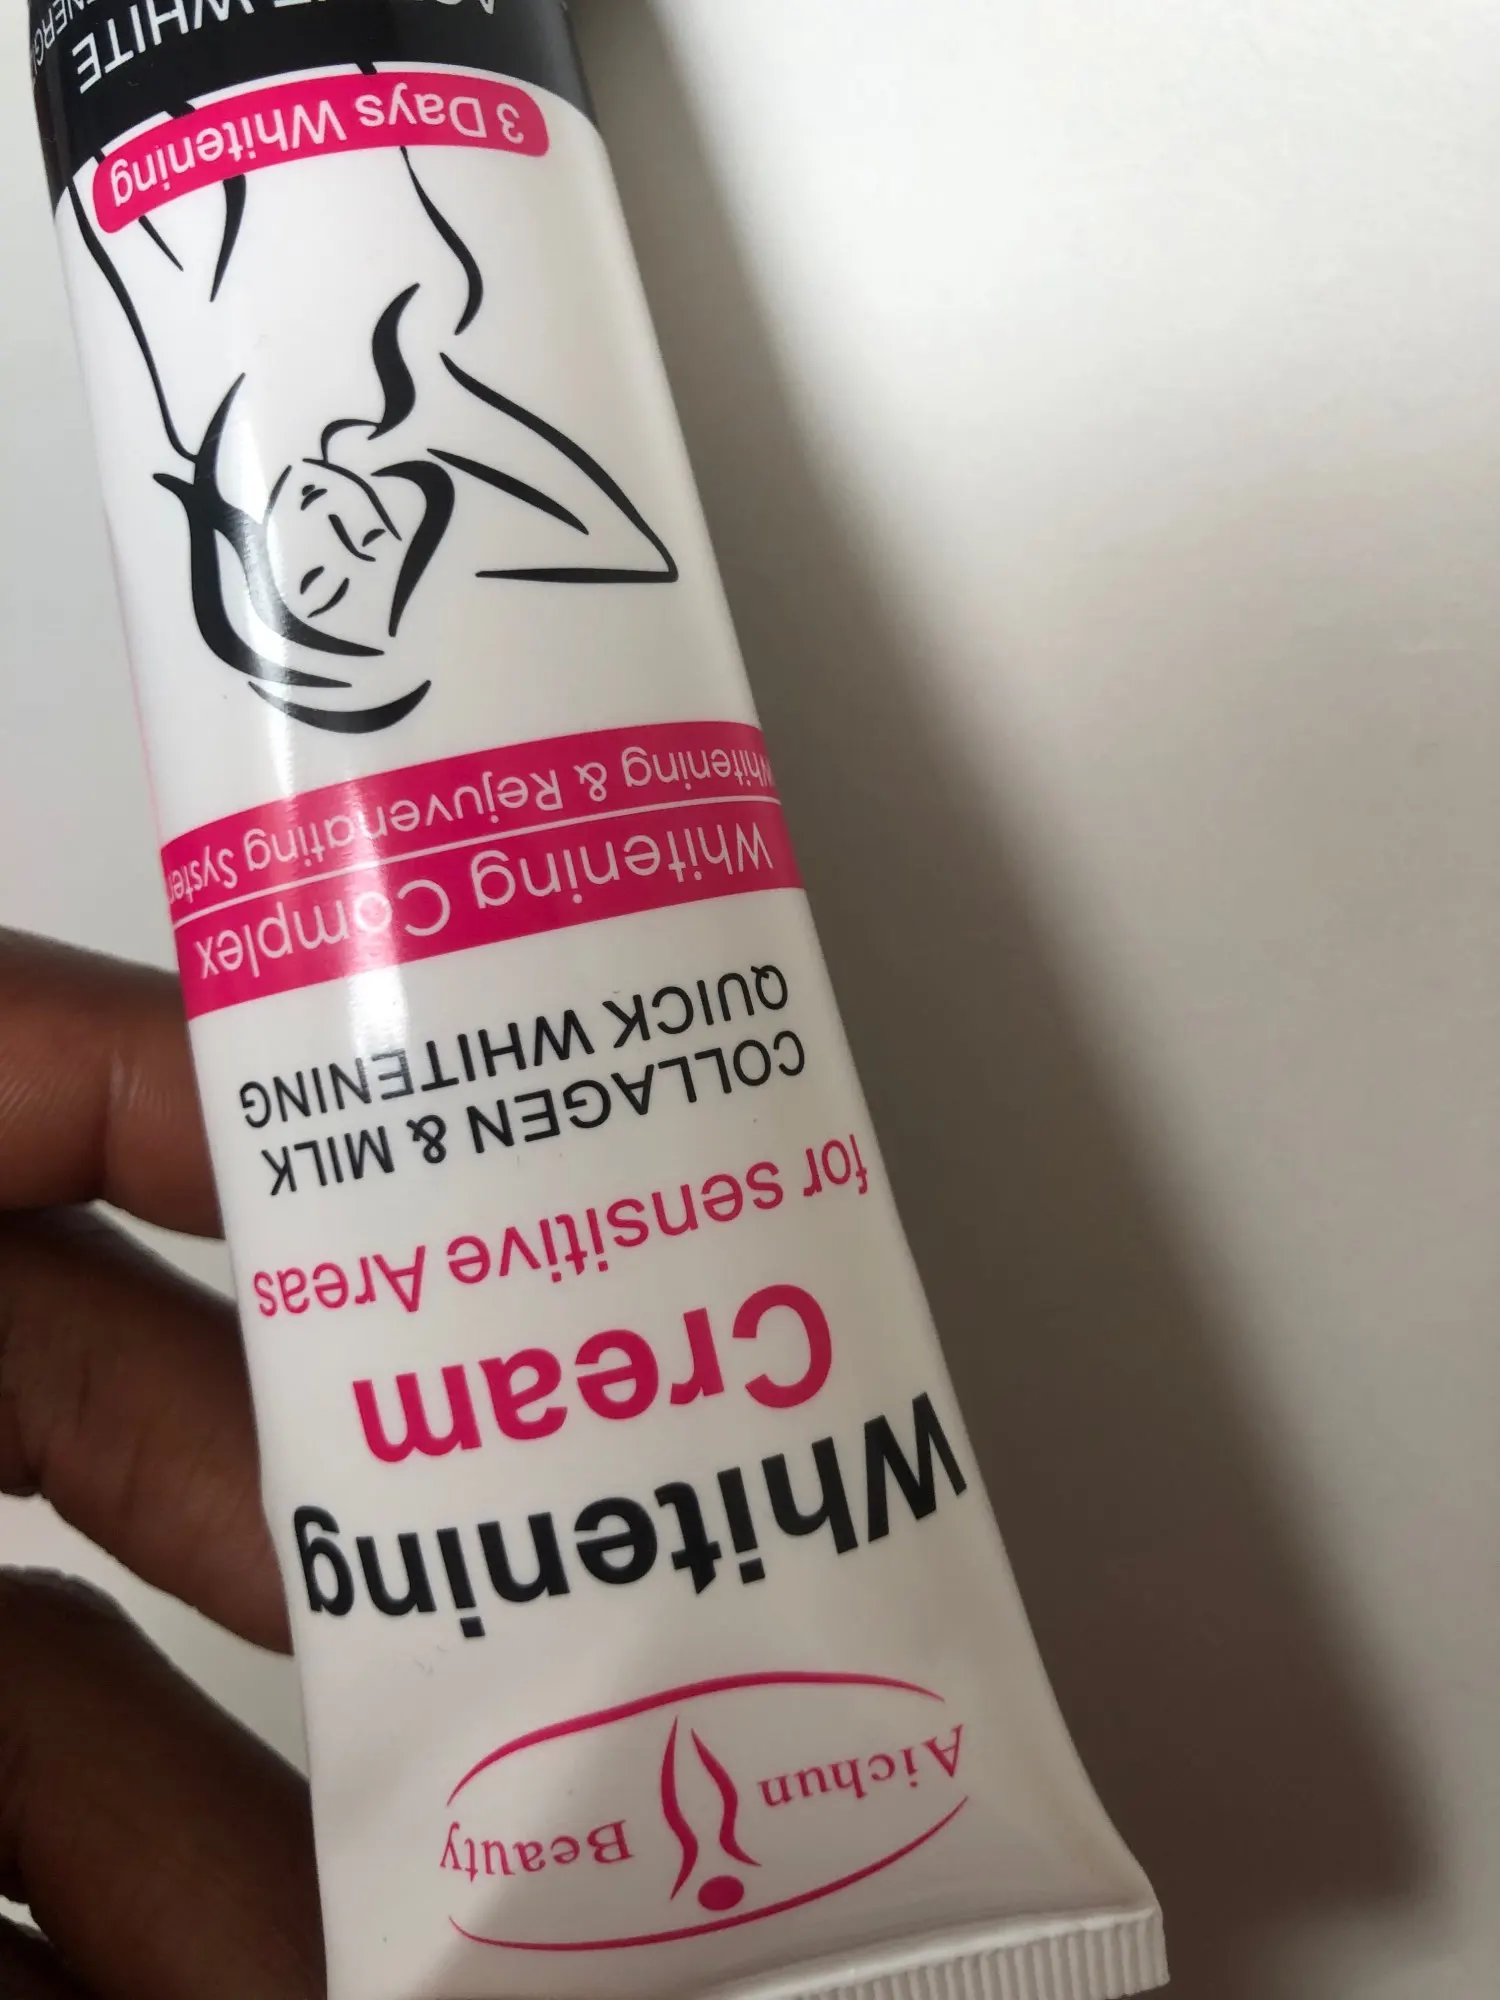 Aichun Beauty
Whitening
Cream
for sensitive Areas
COLLAGEN & MILK
QUICK WHITENING
Whitening Complex
Whitening & Rejuvenating System
3 Days Whitening
WHITE